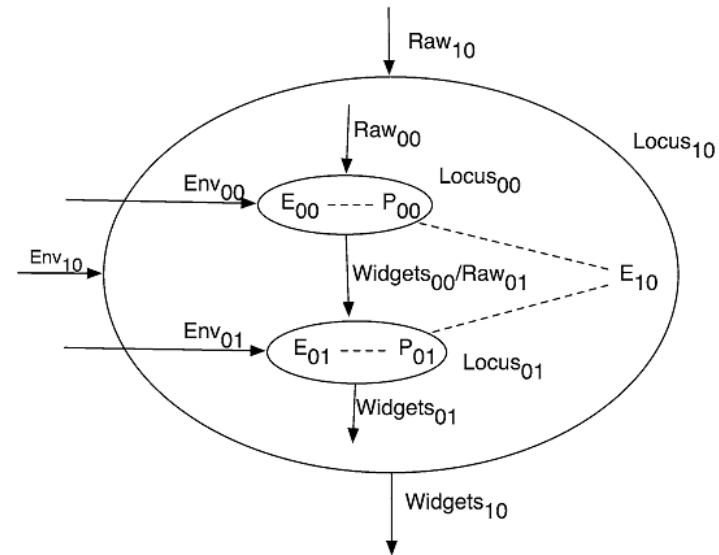 Raw₁₀
Locus₁₀
Raw₀₀
Locus₀₀
Env₀₀
E₀₀ ----- P₀₀
Env₁₀
Widgets₀₀/Raw₀₁
E₁₀
Env₀₁
E₀₁ ----- P₀₁
Locus₀₁
Widgets₀₁
Widgets₁₀